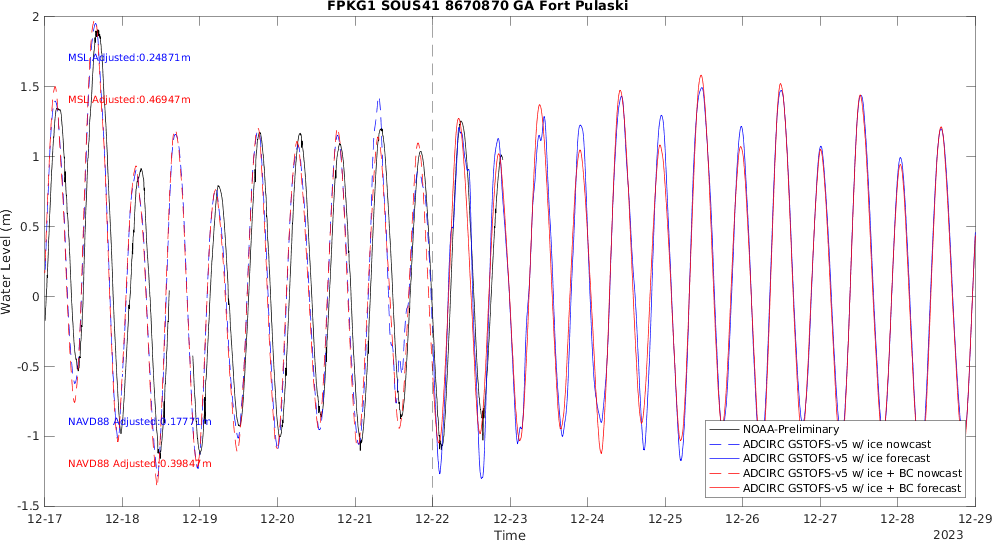 FPKG1 SOUS41 8670870 GA Fort Pulaski
2
1.5
1
0.5
0
-0.5
-1
-1.5
Water Level (m)
MSL Adjusted:0.24871m
MSL Adjusted:0.46947m
NAVD88 Adjusted:0.17771m
NAVD88 Adjusted:0.39847m
NOAA-Preliminary
ADCIRC GSTOFS-v5 w/ ice nowcast
ADCIRC GSTOFS-v5 w/ ice forecast
ADCIRC GSTOFS-v5 w/ ice + BC nowcast
ADCIRC GSTOFS-v5 w/ ice + BC forecast
12-17 12-18 12-19 12-20 12-21 12-22 12-23 12-24 12-25 12-26 12-27 12-28 12-29
Time
2023